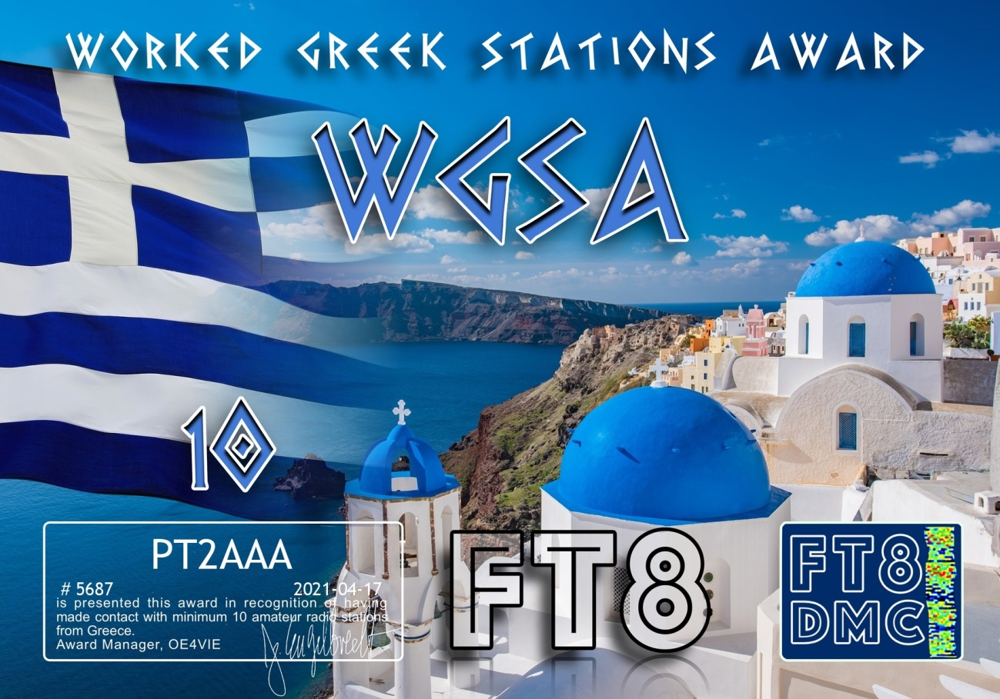 WORKED GREEK STATIONS AWARD
WGSA
10
PT2AAA
# 5687 2021-04-17
is presented this award in recognition of having
made contact with minimum 10 amateur radio stations
from Greece.
Award Manager, OE4VIE
FT8
FT8
DMC